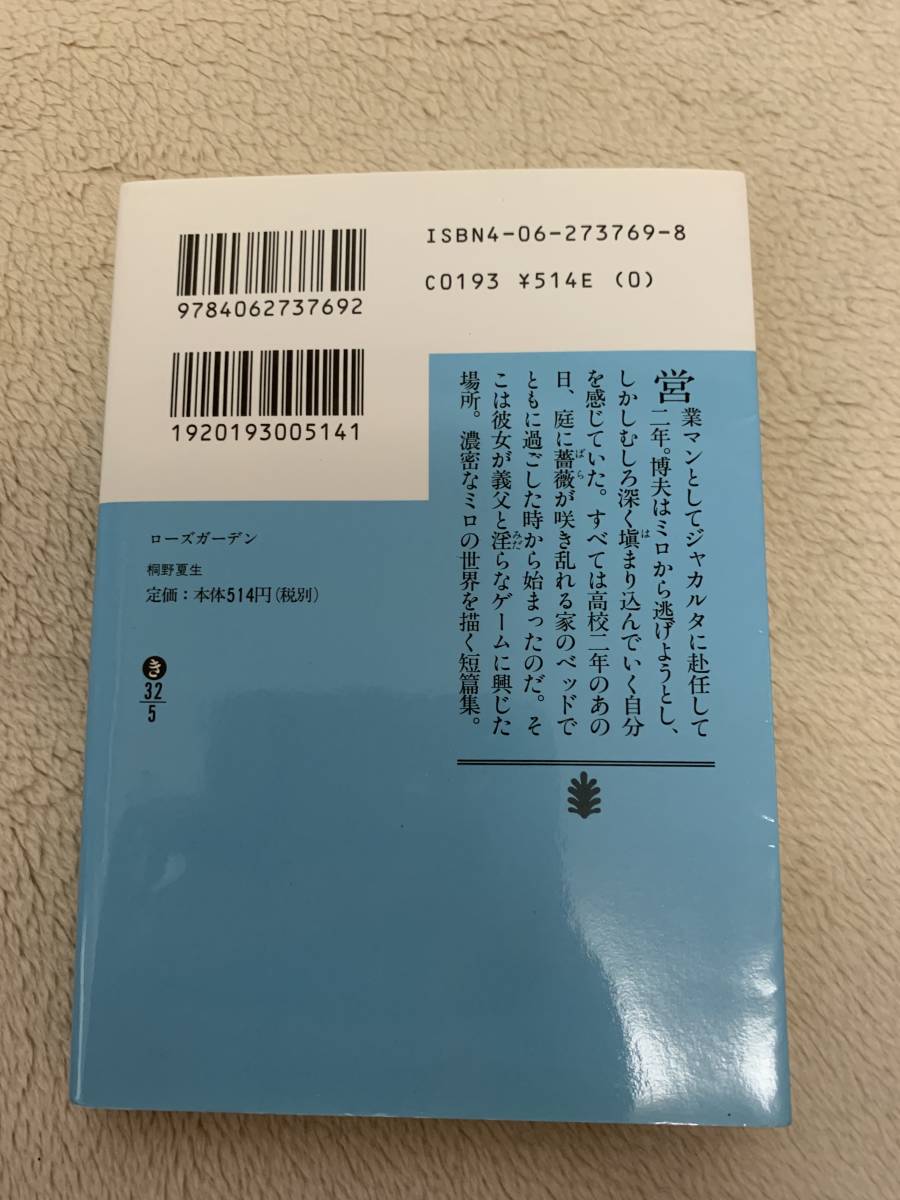 ISBN4-06-273769-8
C0193 ¥514E (0)
9784062737692
1920193005141
営業マンとしてジャカルタに赴任して
二年。博夫はミロから逃げようとし、
しかしむしろ深く塡まり込んでいく自分
を感じていた。すべては高校二年のあの
日、庭に薔薇が咲き乱れる家のベッドで
ともに過ごした時から始まったのだ。そ
こは彼女が義父と淫らなゲームに興じた
場所。濃密なミロの世界を描く短篇集。
は
ばら
みだ
ローズガーデン
桐野夏生
定価：本体514円（税別）
き
32
5